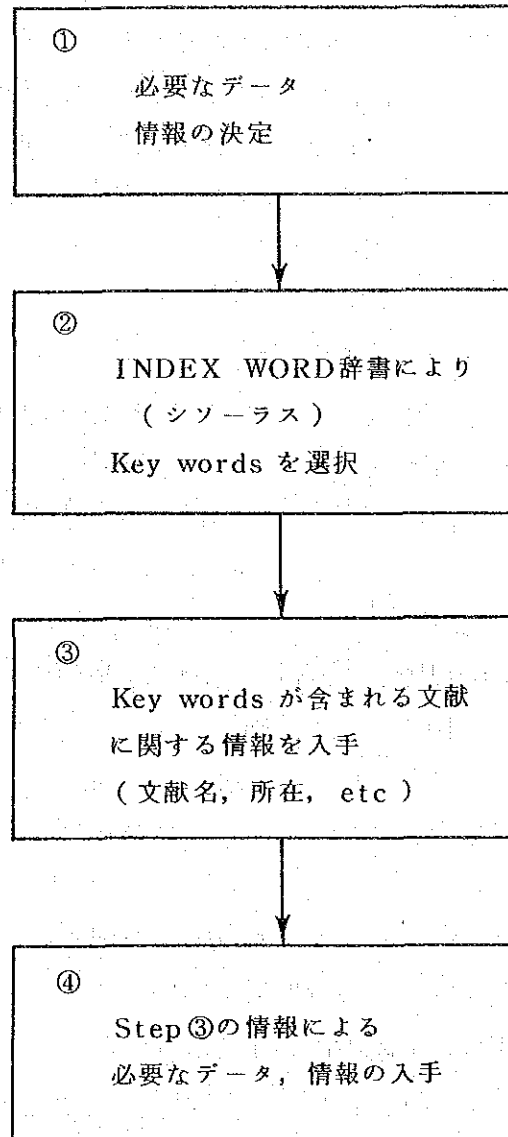 ①
必要なデータ
情報の決定
②
INDEX WORD辞書により
(シソーラス)
Key words を選択
③
Key words が含まれる文献
に関する情報を入手
(文献名, 所在, etc)
④
Step③の情報による
必要なデータ, 情報の入手